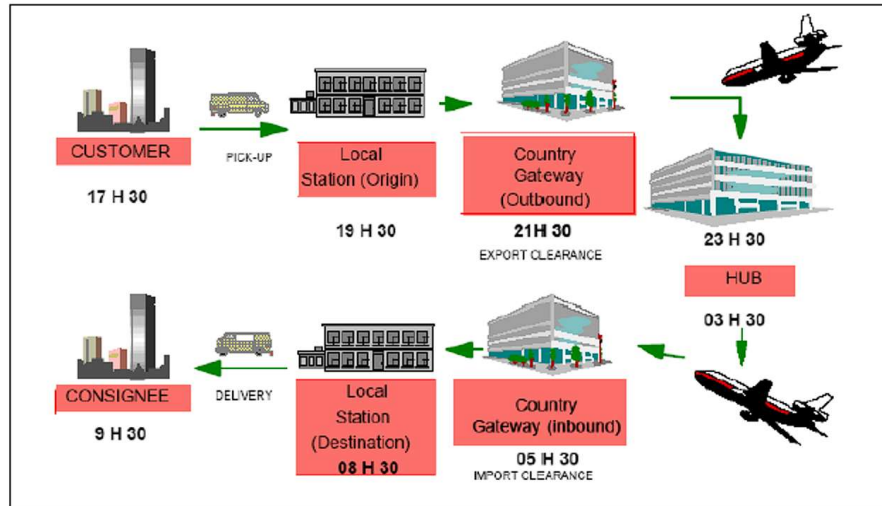 CUSTOMER
17 H 30
PICK-UP
Local
Station (Origin)
19 H 30
Country
Gateway
(Outbound)
21H 30
EXPORT CLEARANCE
23 H 30
HUB
03 H 30
Country
Gateway (inbound)
05 H 30
IMPORT CLEARANCE
Local
Station
(Destination)
08 H 30
DELIVERY
CONSIGNEE
9 H 30